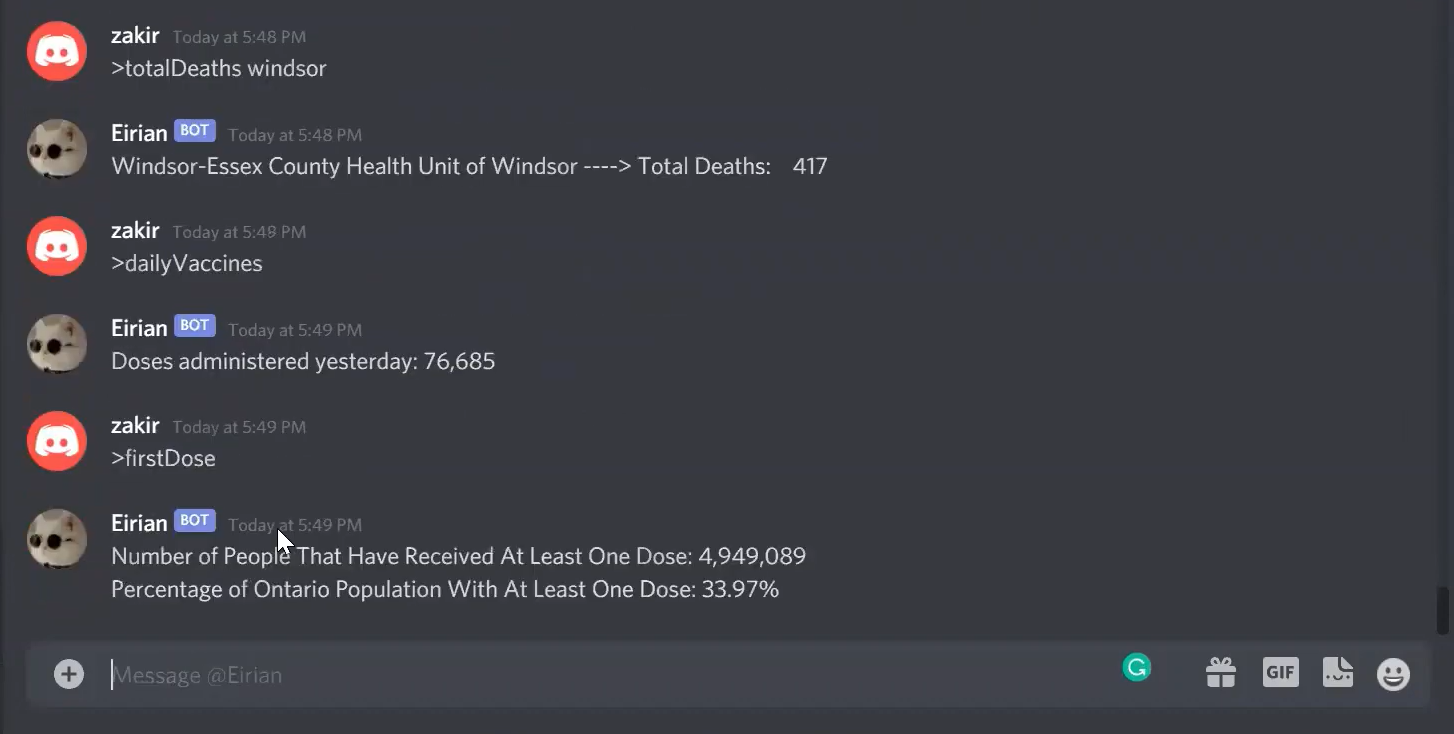 zakir Today at 5:48 PM
>totalDeaths windsor
Eirian BOT Today at 5:48 PM
Windsor-Essex County Health Unit of Windsor ----> Total Deaths: 417
zakir Today at 5:49 PM
>dailyVaccines
Eirian BOT Today at 5:49 PM
Doses administered yesterday: 76,685
zakir Today at 5:49 PM
>firstDose
Eirian BOT Today at 5:49 PM
Number of People That Have Received At Least One Dose: 4,949,089
Percentage of Ontario Population With At Least One Dose: 33.97%
Message @Eirian GIF